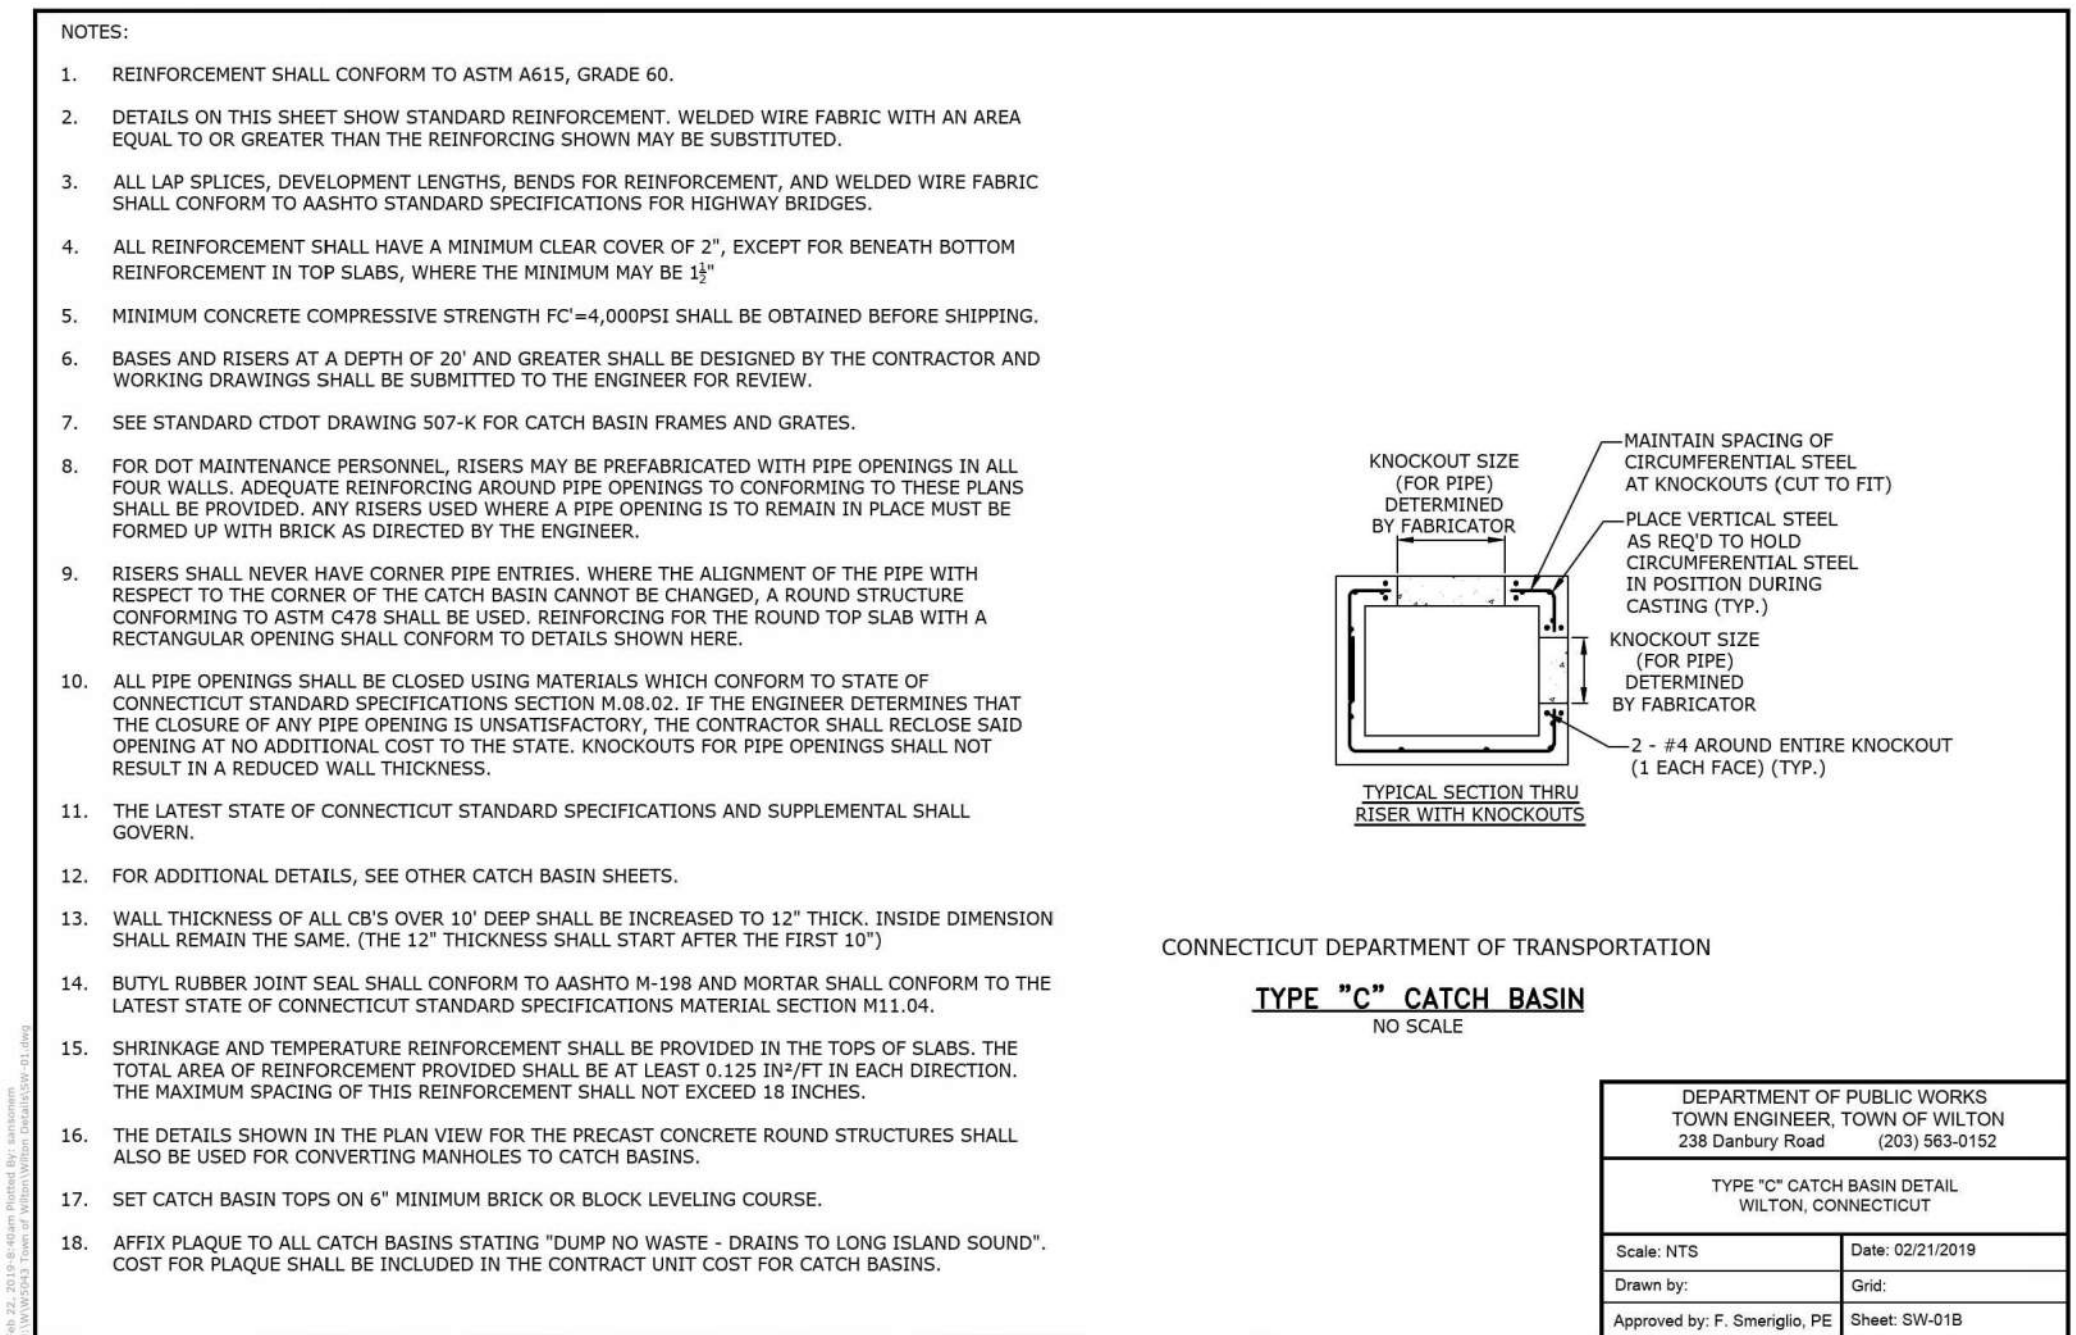 NOTES:
1. REINFORCEMENT SHALL CONFORM TO ASTM A615, GRADE 60.
2. DETAILS ON THIS SHEET SHOW STANDARD REINFORCEMENT. WELDED WIRE FABRIC WITH AN AREA
EQUAL TO OR GREATER THAN THE REINFORCING SHOWN MAY BE SUBSTITUTED.
3. ALL LAP SPLICES, DEVELOPMENT LENGTHS, BENDS FOR REINFORCEMENT, AND WELDED WIRE FABRIC
SHALL CONFORM TO AASHTO STANDARD SPECIFICATIONS FOR HIGHWAY BRIDGES.
4. ALL REINFORCEMENT SHALL HAVE A MINIMUM CLEAR COVER OF 2", EXCEPT FOR BENEATH BOTTOM
REINFORCEMENT IN TOP SLABS, WHERE THE MINIMUM MAY BE 1½"
5. MINIMUM CONCRETE COMPRESSIVE STRENGTH FC'=4,000PSI SHALL BE OBTAINED BEFORE SHIPPING.
6. BASES AND RISERS AT A DEPTH OF 20' AND GREATER SHALL BE DESIGNED BY THE CONTRACTOR AND
WORKING DRAWINGS SHALL BE SUBMITTED TO THE ENGINEER FOR REVIEW.
7. SEE STANDARD CTDOT DRAWING 507-K FOR CATCH BASIN FRAMES AND GRATES.
8. FOR DOT MAINTENANCE PERSONNEL, RISERS MAY BE PREFABRICATED WITH PIPE OPENINGS IN ALL
FOUR WALLS. ADEQUATE REINFORCING AROUND PIPE OPENINGS TO CONFORMING TO THESE PLANS
SHALL BE PROVIDED. ANY RISERS USED WHERE A PIPE OPENING IS TO REMAIN IN PLACE MUST BE
FORMED UP WITH BRICK AS DIRECTED BY THE ENGINEER.
9. RISERS SHALL NEVER HAVE CORNER PIPE ENTRIES. WHERE THE ALIGNMENT OF THE PIPE WITH
RESPECT TO THE CORNER OF THE CATCH BASIN CANNOT BE CHANGED, A ROUND STRUCTURE
CONFORMING TO ASTM C478 SHALL BE USED. REINFORCING FOR THE ROUND TOP SLAB WITH A
RECTANGULAR OPENING SHALL CONFORM TO DETAILS SHOWN HERE.
10. ALL PIPE OPENINGS SHALL BE CLOSED USING MATERIALS WHICH CONFORM TO STATE OF
CONNECTICUT STANDARD SPECIFICATIONS SECTION M.08.02. IF THE ENGINEER DETERMINES THAT
THE CLOSURE OF ANY PIPE OPENING IS UNSATISFACTORY, THE CONTRACTOR SHALL RECLOSE SAID
OPENING AT NO ADDITIONAL COST TO THE STATE. KNOCKOUTS FOR PIPE OPENINGS SHALL NOT
RESULT IN A REDUCED WALL THICKNESS.
11. THE LATEST STATE OF CONNECTICUT STANDARD SPECIFICATIONS AND SUPPLEMENTAL SHALL
GOVERN.
12. FOR ADDITIONAL DETAILS, SEE OTHER CATCH BASIN SHEETS.
13. WALL THICKNESS OF ALL CB'S OVER 10' DEEP SHALL BE INCREASED TO 12" THICK. INSIDE DIMENSION
SHALL REMAIN THE SAME. (THE 12" THICKNESS SHALL START AFTER THE FIRST 10")
14. BUTYL RUBBER JOINT SEAL SHALL CONFORM TO AASHTO M-198 AND MORTAR SHALL CONFORM TO THE
LATEST STATE OF CONNECTICUT STANDARD SPECIFICATIONS MATERIAL SECTION M11.04.
15. SHRINKAGE AND TEMPERATURE REINFORCEMENT SHALL BE PROVIDED IN THE TOPS OF SLABS. THE
TOTAL AREA OF REINFORCEMENT PROVIDED SHALL BE AT LEAST 0.125 IN²/FT IN EACH DIRECTION.
THE MAXIMUM SPACING OF THIS REINFORCEMENT SHALL NOT EXCEED 18 INCHES.
16. THE DETAILS SHOWN IN THE PLAN VIEW FOR THE PRECAST CONCRETE ROUND STRUCTURES SHALL
ALSO BE USED FOR CONVERTING MANHOLES TO CATCH BASINS.
17. SET CATCH BASIN TOPS ON 6" MINIMUM BRICK OR BLOCK LEVELING COURSE.
18. AFFIX PLAQUE TO ALL CATCH BASINS STATING "DUMP NO WASTE - DRAINS TO LONG ISLAND SOUND".
COST FOR PLAQUE SHALL BE INCLUDED IN THE CONTRACT UNIT COST FOR CATCH BASINS.
KNOCKOUT SIZE
(FOR PIPE)
DETERMINED
BY FABRICATOR
MAINTAIN SPACING OF
CIRCUMFERENTIAL STEEL
AT KNOCKOUTS (CUT TO FIT)
PLACE VERTICAL STEEL
AS REQ'D TO HOLD
CIRCUMFERENTIAL STEEL
IN POSITION DURING
CASTING (TYP.)
KNOCKOUT SIZE
(FOR PIPE)
DETERMINED
BY FABRICATOR
2 - #4 AROUND ENTIRE KNOCKOUT
(1 EACH FACE) (TYP.)
TYPICAL SECTION THRU
RISER WITH KNOCKOUTS
CONNECTICUT DEPARTMENT OF TRANSPORTATION
TYPE "C" CATCH BASIN
NO SCALE
DEPARTMENT OF PUBLIC WORKS
TOWN ENGINEER, TOWN OF WILTON
238 Danbury Road (203) 563-0152
TYPE "C" CATCH BASIN DETAIL
WILTON, CONNECTICUT
Scale: NTS
Date: 02/21/2019
Drawn by:
Grid:
Approved by: F. Smeriglio, PE
Sheet: SW-01B
22, 2019-8:40am Plotted By: sansonem
Town of Wilton\Wilton Details\SW-01.dwg